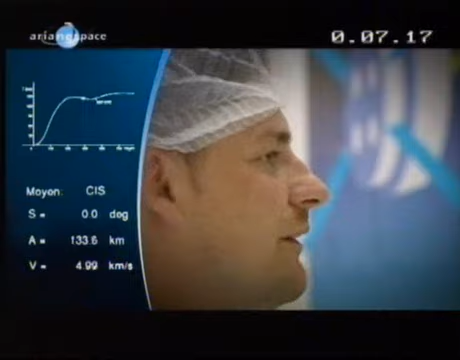 arianespace
0.07.17
Moyen: CIS
S = 0.0 deg
A = 133.6 km
V = 4.99 km/s